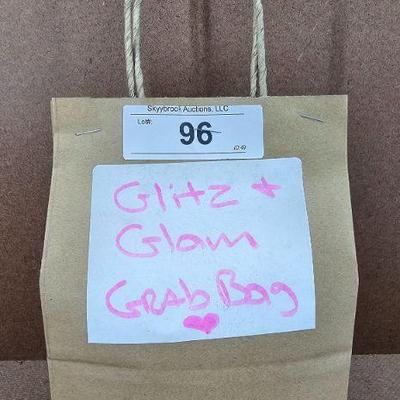 Skyybrook Auctions, LLC
Lot#:
96
Glitz +
Glam
Grab Bag